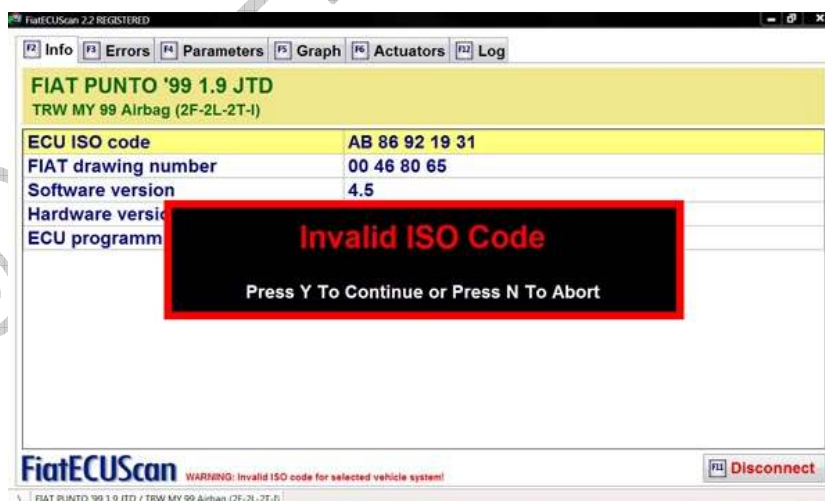 FiatECUScan 2.2 REGISTERED
F2 Info F3 Errors F4 Parameters F5 Graph F6 Actuators F12 Log
FIAT PUNTO '99 1.9 JTD
TRW MY 99 Airbag (2F-2L-2T-I)
ECU ISO code AB 86 92 19 31
FIAT drawing number 00 46 80 65
Software version 4.5
Hardware versio
ECU programm
Invalid ISO Code
Press Y To Continue or Press N To Abort
FiatECUScan WARNING: Invalid ISO code for selected vehicle system! F11 Disconnect
FIAT PUNTO '99 1.9 JTD / TRW MY 99 Airbag (2F-2L-2T-I)